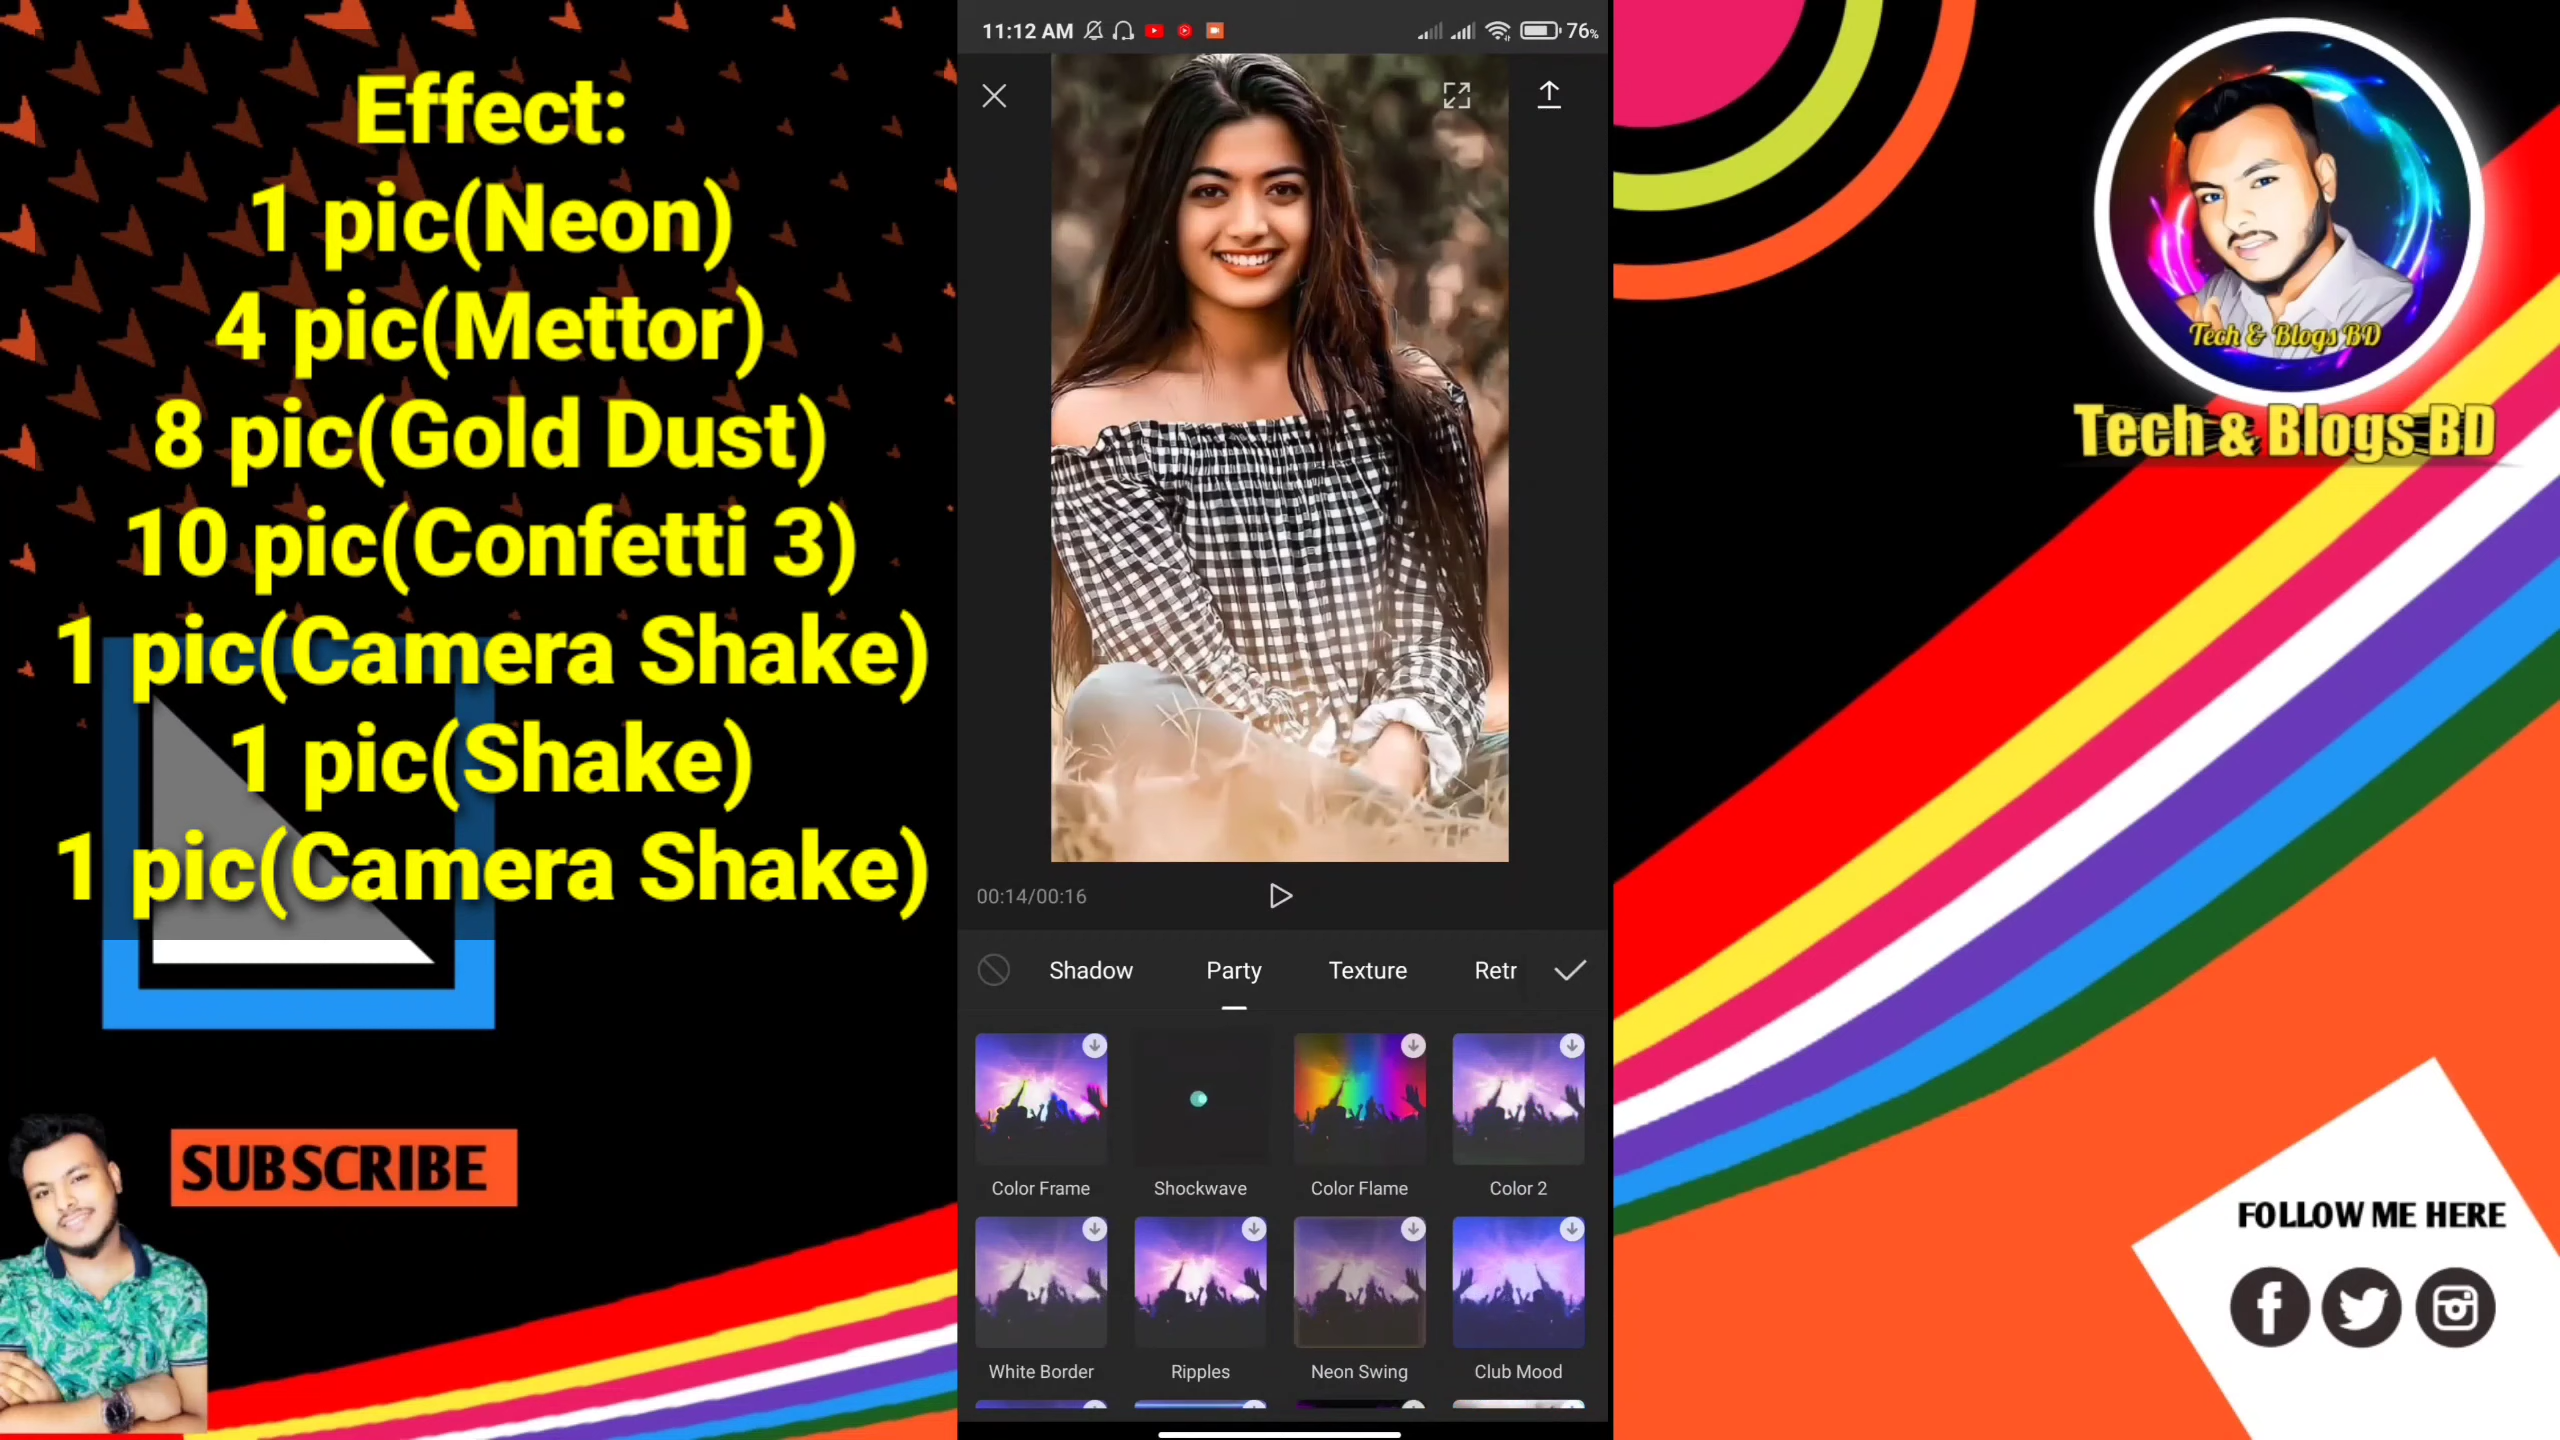 Effect:
1 pic(Neon)
4 pic(Mettor)
8 pic(Gold Dust)
10 pic(Confetti 3)
1 pic(Camera Shake)
1 pic(Shake)
1 pic(Camera Shake)
SUBSCRIBE
11:12 AM
76%
00:14/00:16
Shadow Party Texture Retr
Color Frame Shockwave Color Flame Color 2
White Border Ripples Neon Swing Club Mood
Tech & Blogs BD
Tech & Blogs BD
FOLLOW ME HERE